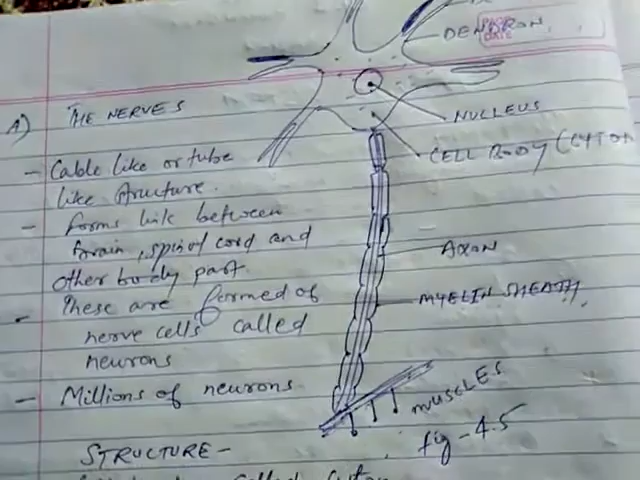 DENDRON
A) THE NERVES
NUCLEUS
- Cable like or tube
like structure.
CELL BODY (CYTON
- forms link between
brain, spinal cord and
other body part.
AXON
- These are formed of
nerve cells called
neurons
MYELIN SHEATH
- Millions of neurons
MUSCLES
fig - 4.5
STRUCTURE -
called